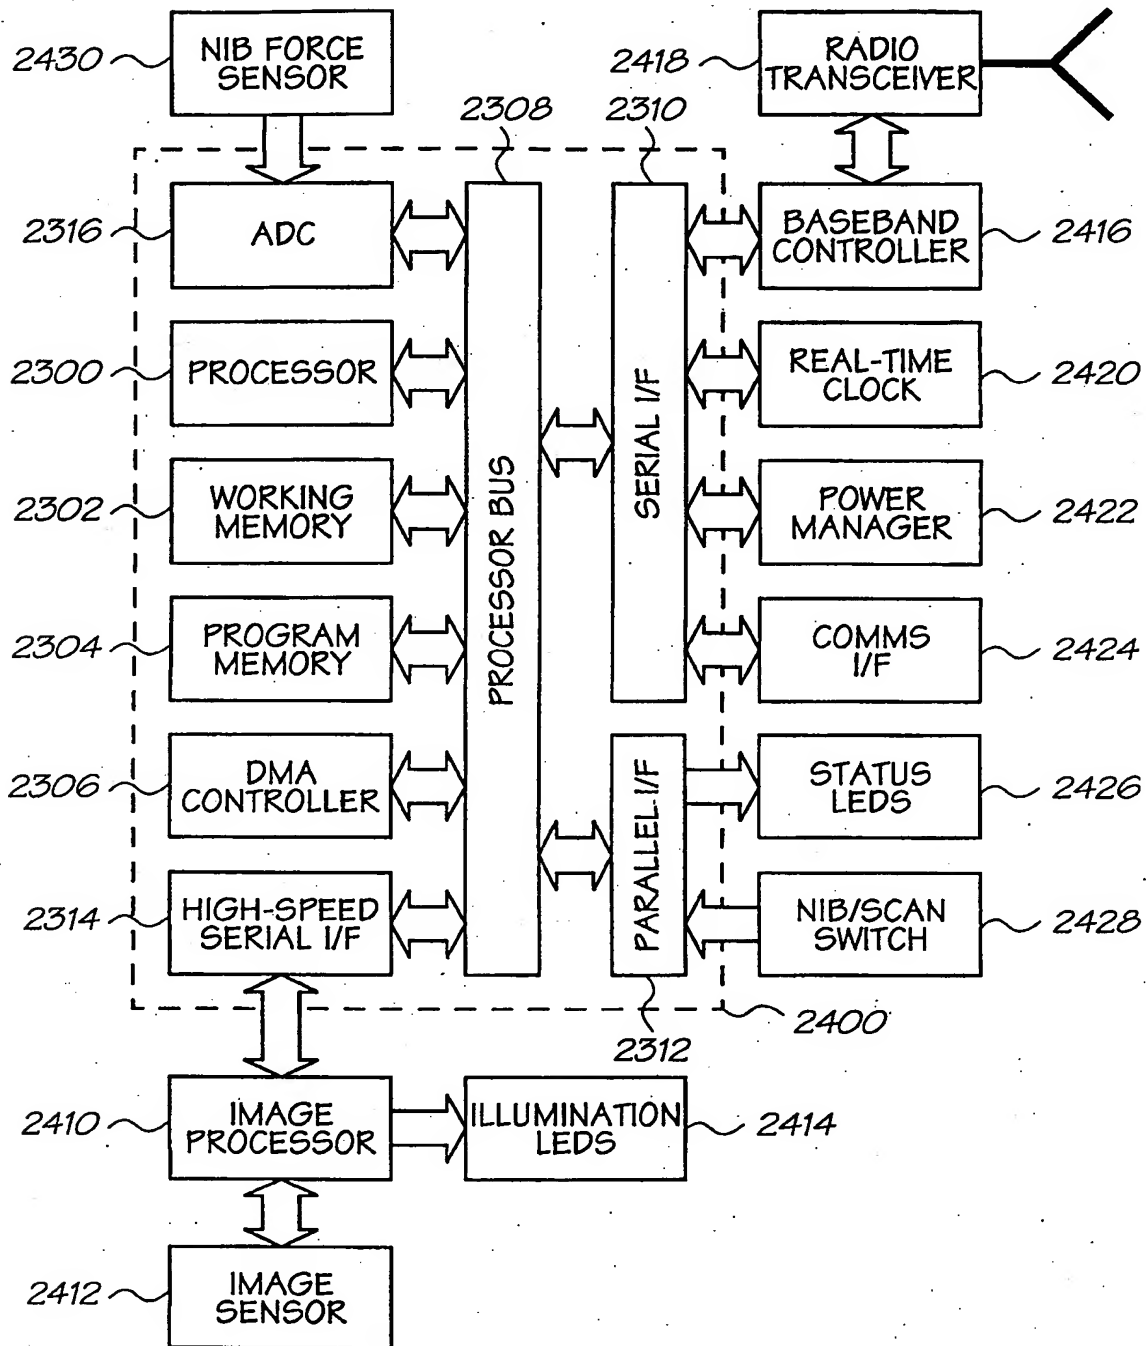 2430
NIB FORCE
SENSOR
2418
RADIO
TRANSCEIVER
2308
2310
2316
ADC
BASEBAND
CONTROLLER
2416
2300
PROCESSOR
REAL-TIME
CLOCK
2420
2302
WORKING
MEMORY
PROCESSOR BUS
SERIAL I/F
POWER
MANAGER
2422
2304
PROGRAM
MEMORY
COMMS
I/F
2424
2306
DMA
CONTROLLER
PARALLEL I/F
STATUS
LEDS
2426
2314
HIGH-SPEED
SERIAL I/F
NIB/SCAN
SWITCH
2428
2400
2312
2410
IMAGE
PROCESSOR
ILLUMINATION
LEDS
2414
2412
IMAGE
SENSOR